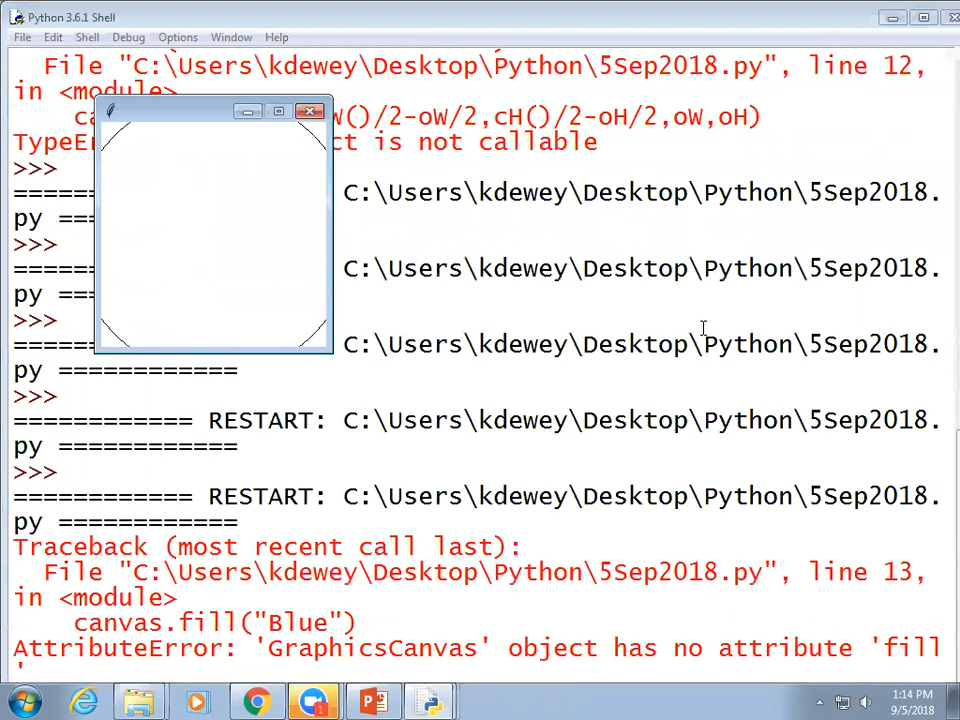 Python 3.6.1 Shell
File Edit Shell Debug Options Window Help
File "C:\Users\kdewey\Desktop\Python\5Sep2018.py", line 12,
in <module>
()/2-oW/2,cH()/2-oH/2,oW,oH)
ct is not callable
>>>
====== C:\Users\kdewey\Desktop\Python\5Sep2018.
py ===
>>>
====== C:\Users\kdewey\Desktop\Python\5Sep2018.
py ===
>>>
====== C:\Users\kdewey\Desktop\Python\5Sep2018.
py ============
>>>
============ RESTART: C:\Users\kdewey\Desktop\Python\5Sep2018.
py ============
>>>
============ RESTART: C:\Users\kdewey\Desktop\Python\5Sep2018.
py ============
Traceback (most recent call last):
File "C:\Users\kdewey\Desktop\Python\5Sep2018.py", line 13,
in <module>
canvas.fill("Blue")
AttributeError: 'GraphicsCanvas' object has no attribute 'fill
'
1:14 PM
9/5/2018